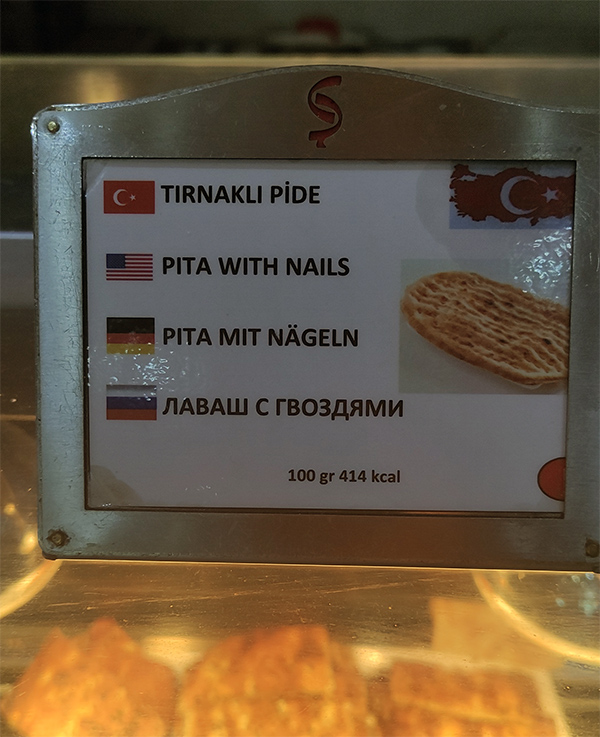 TIRNAKLI PİDE
PITA WITH NAILS
PITA MIT NÄGELN
ЛАВАШ С ГВОЗДЯМИ
100 gr 414 kcal